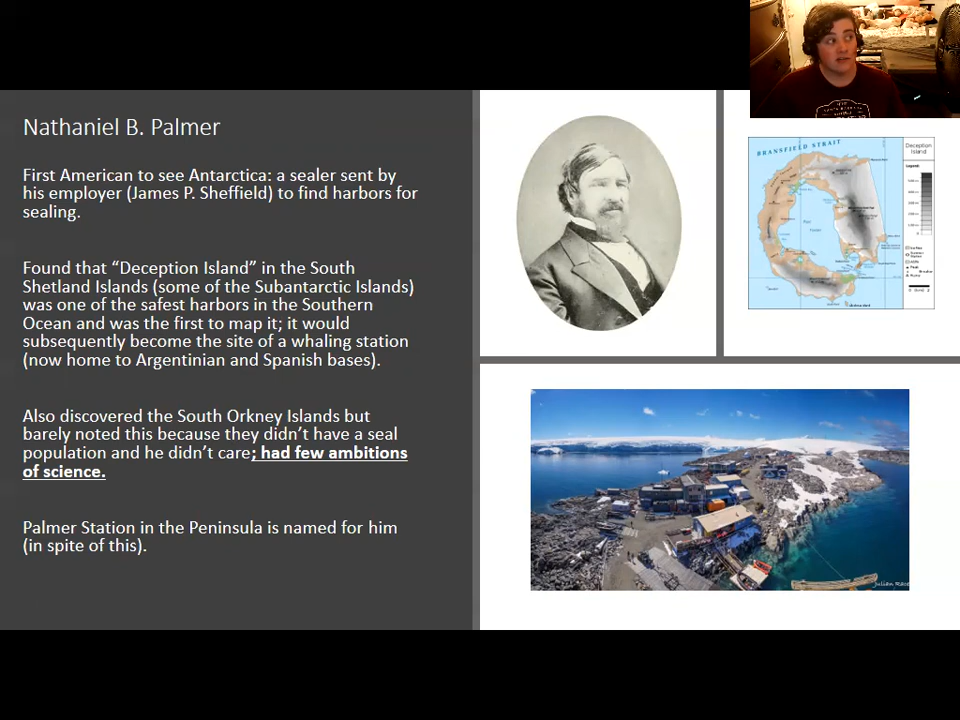 Nathaniel B. Palmer
First American to see Antarctica: a sealer sent by
his employer (James P. Sheffield) to find harbors for
sealing.
Found that “Deception Island” in the South
Shetland Islands (some of the Subantarctic Islands)
was one of the safest harbors in the Southern
Ocean and was the first to map it; it would
subsequently become the site of a whaling station
(now home to Argentinian and Spanish bases).
Also discovered the South Orkney Islands but
barely noted this because they didn’t have a seal
population and he didn’t care; had few ambitions
of science.
Palmer Station in the Peninsula is named for him
(in spite of this).
BRANSFIELD STRAIT
Deception
Island
Julian Race